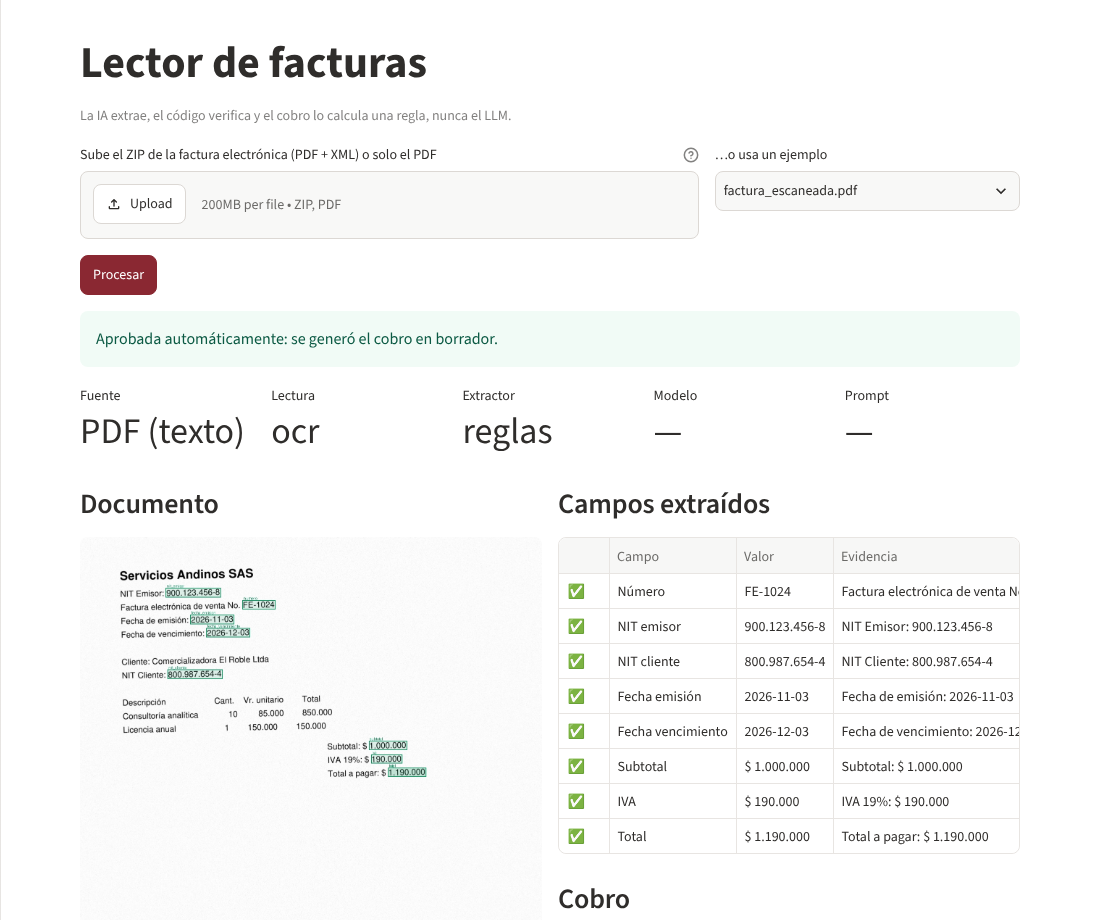 Lector de facturas
La IA extrae, el código verifica y el cobro lo calcula una regla, nunca el LLM.
Sube el ZIP de la factura electrónica (PDF + XML) o solo el PDF
…o usa un ejemplo
Upload
200MB per file • ZIP, PDF
factura_escaneada.pdf
Procesar
Aprobada automáticamente: se generó el cobro en borrador.
Fuente Lectura Extractor Modelo Prompt
PDF (texto) ocr reglas — —
Documento
Servicios Andinos SAS
NIT Emisor: 900.123.456-8
Factura electrónica de venta No. FE-1024
Fecha de emisión: 2026-11-03
Fecha de vencimiento: 2026-12-03
Cliente: Comercializadora El Roble Ltda
NIT Cliente: 800.987.654-4
Descripción Cant. Vr. unitario Total
Consultoría analítica 10 85.000 850.000
Licencia anual 1 150.000 150.000
Subtotal: $ 1.000.000
IVA 19%: $ 190.000
Total a pagar: $ 1.190.000
Campos extraídos
Campo Valor Evidencia
Número FE-1024 Factura electrónica de venta No
NIT emisor 900.123.456-8 NIT Emisor: 900.123.456-8
NIT cliente 800.987.654-4 NIT Cliente: 800.987.654-4
Fecha emisión 2026-11-03 Fecha de emisión: 2026-11-03
Fecha vencimiento 2026-12-03 Fecha de vencimiento: 2026-12
Subtotal $ 1.000.000 Subtotal: $ 1.000.000
IVA $ 190.000 IVA 19%: $ 190.000
Total $ 1.190.000 Total a pagar: $ 1.190.000
Cobro